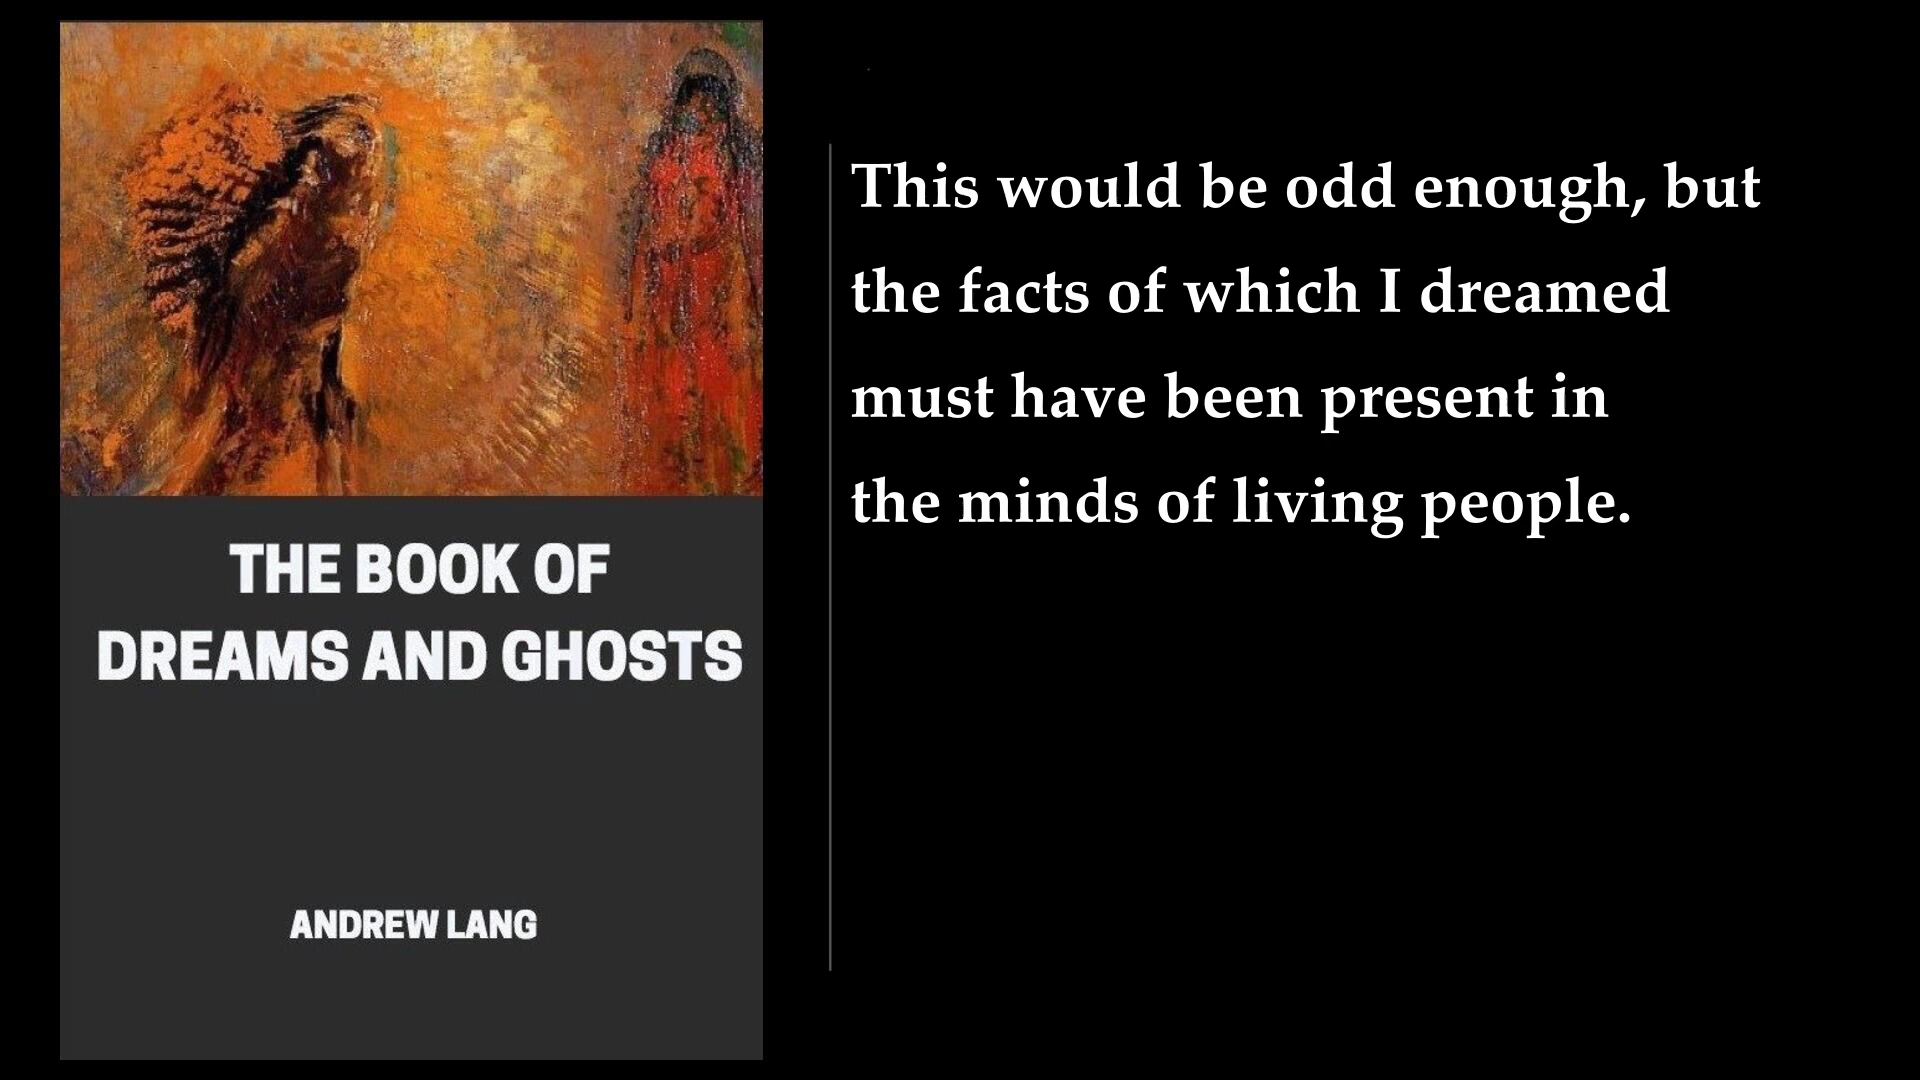 THE BOOK OF
DREAMS AND GHOSTS
ANDREW LANG
This would be odd enough, but
the facts of which I dreamed
must have been present in
the minds of living people.